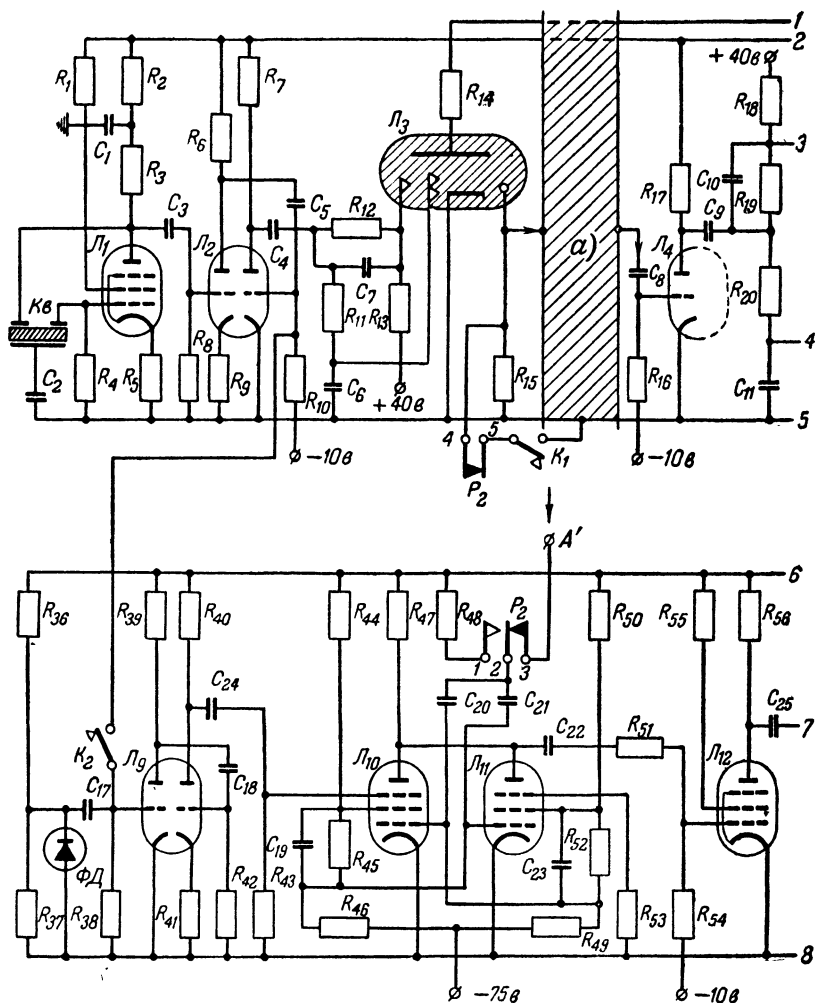 1
2
R₁
R₂
R₇
R₁₄
+40в
R₁₈
Л₃
C₁
R₆
3
R₃
C₅
R₁₂
R₁₇
C₁₀
R₁₉
C₃
C₉
Л₁
Л₂
C₄
а)
Л₄
Кв
C₇
C₈
R₂₀
R₁₁
R₁₃
C₂
R₄
R₅
R₈
R₉
R₁₀
C₆
R₁₅
R₁₆
4
C₁₁
+40в
5
4
5
К₁
−10в
Р₂
−10в
А′
6
R₃₆
R₃₉
R₄₀
R₄₄
R₄₇
R₄₈
Р₂
R₅₀
R₅₅
R₅₆
1
2
3
C₂₄
C₂₀
C₂₁
C₂₅
7
К₂
C₂₂
R₅₁
Л₉
C₁₇
C₁₈
Л₁₀
Л₁₁
Л₁₂
C₁₉
R₄₅
R₅₂
ФД
C₂₃
R₃₇
R₃₈
R₄₁
R₄₂
R₄₃
R₄₆
R₄₉
R₅₃
R₅₄
8
−75в
−10в